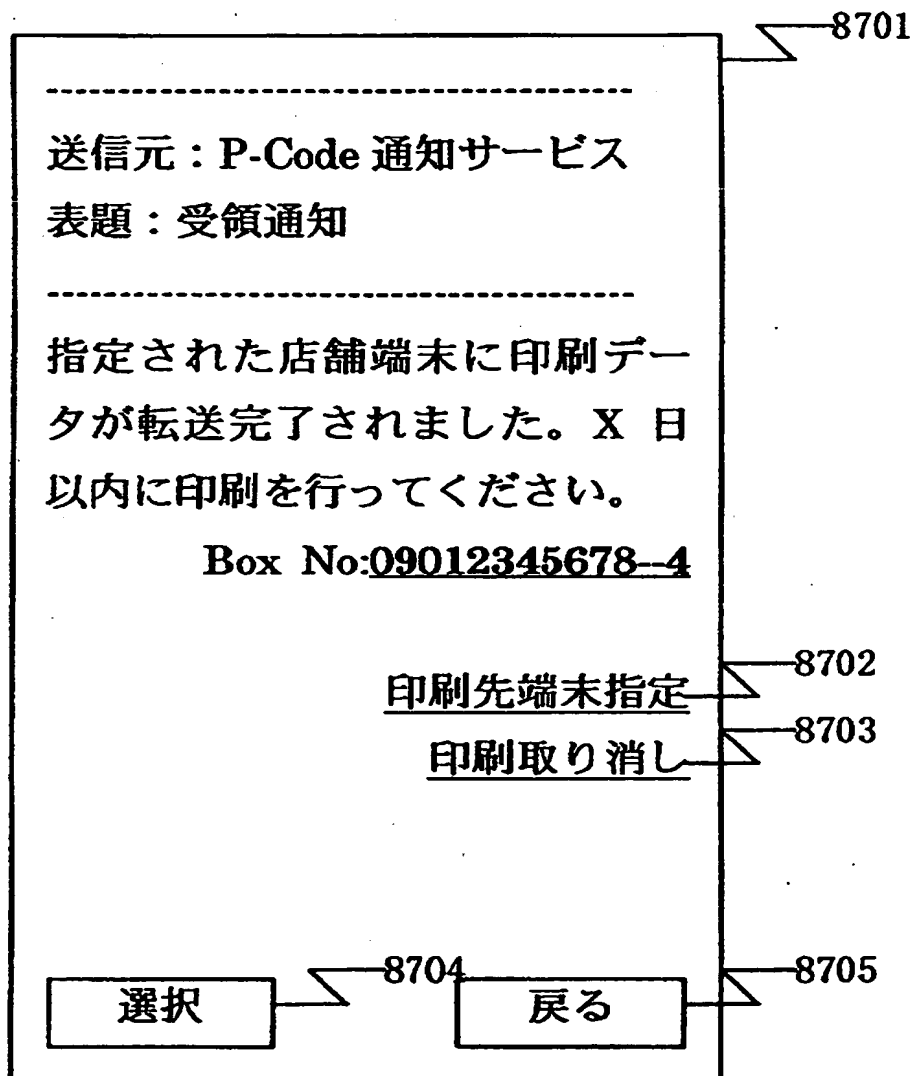 8701
送信元：P-Code 通知サービス
表題：受領通知
指定された店舗端末に印刷デー
タが転送完了されました。X 日
以内に印刷を行ってください。
Box No:09012345678--4
8702
印刷先端末指定
8703
印刷取り消し
8704
8705
選択
戻る